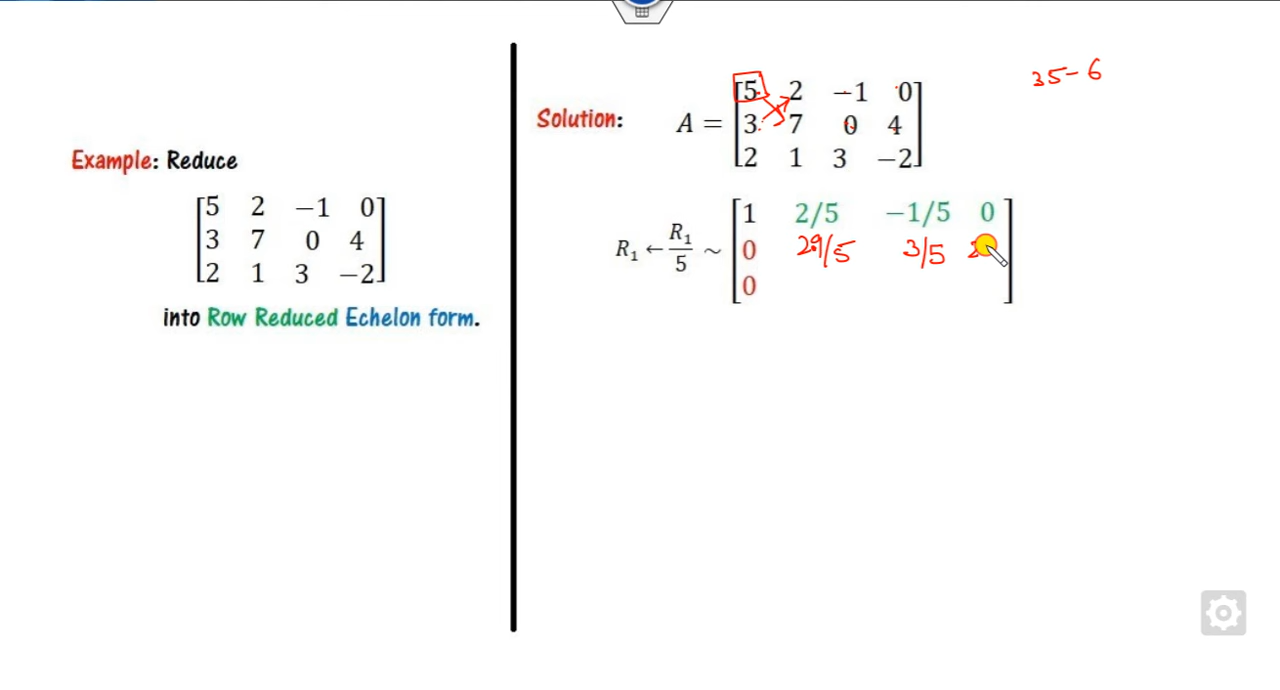 Example: Reduce
[5 2 −1 0]
[3 7 0 4]
[2 1 3 −2]
into Row Reduced Echelon form.
35-6
Solution: A =
[5 2 −1 0]
[3 7 0 4]
[2 1 3 −2]
R₁ ← R₁/5 ~
[1 2/5 −1/5 0]
[0 29/5 3/5
[0